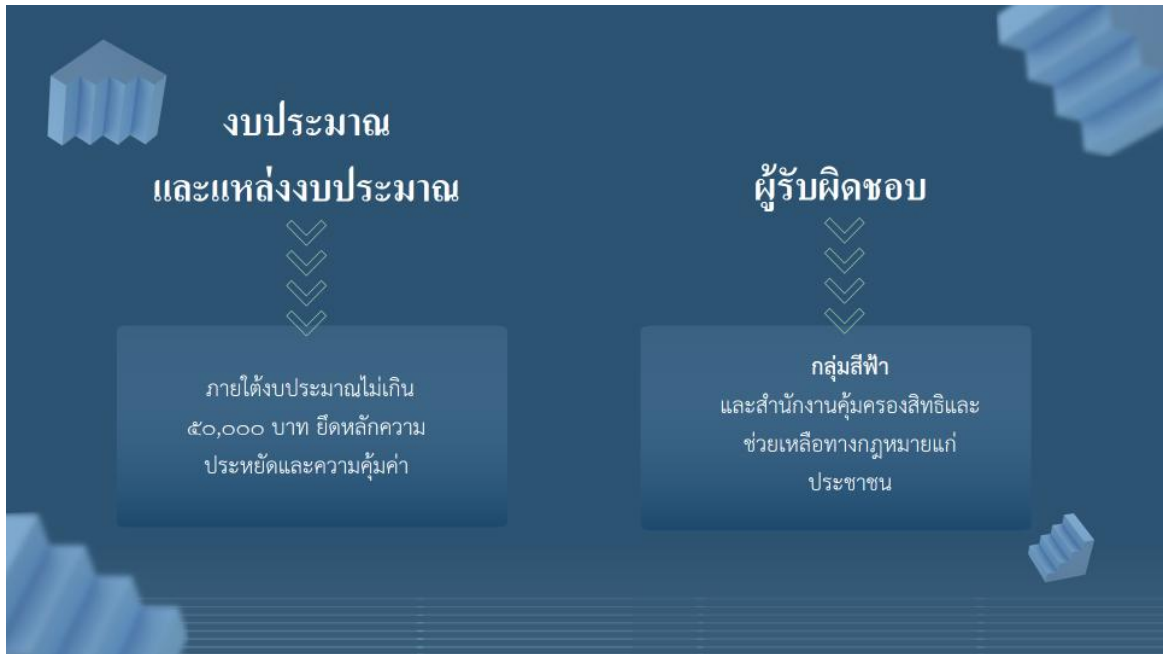 งบประมาณ
และแหล่งงบประมาณ
ภายใต้งบประมาณไม่เกิน
๕๐,๐๐๐ บาท ยึดหลักความ
ประหยัดและความคุ้มค่า
ผู้รับผิดชอบ
กลุ่มสีฟ้า
และสำนักงานคุ้มครองสิทธิและ
ช่วยเหลือทางกฎหมายแก่
ประชาชน